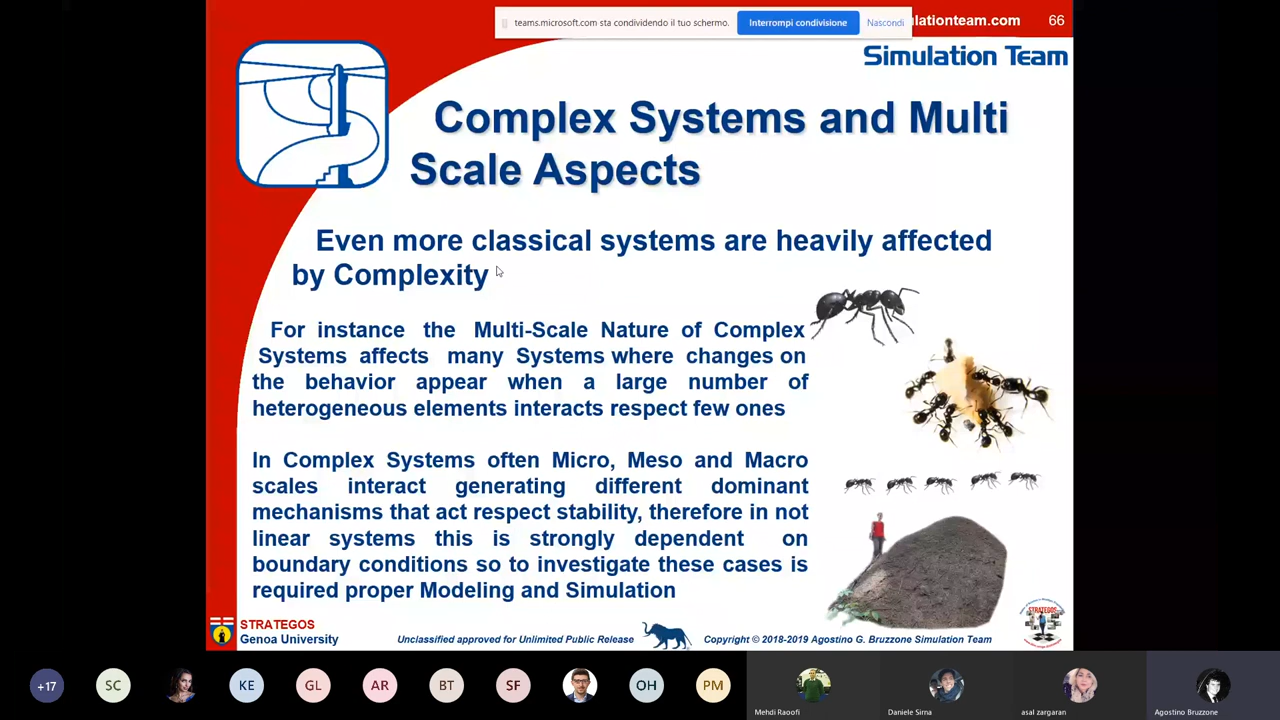 teams.microsoft.com sta condividendo il tuo schermo.
Interrompi condivisione
Nascondi
lationteam.com
66
Simulation Team
Complex Systems and Multi
Scale Aspects
Even more classical systems are heavily affected
by Complexity
For instance the Multi-Scale Nature of Complex
Systems affects many Systems where changes on
the behavior appear when a large number of
heterogeneous elements interacts respect few ones
In Complex Systems often Micro, Meso and Macro
scales interact generating different dominant
mechanisms that act respect stability, therefore in not
linear systems this is strongly dependent on
boundary conditions so to investigate these cases is
required proper Modeling and Simulation
STRATEGOS
Genoa University
Unclassified approved for Unlimited Public Release
Copyright © 2018-2019 Agostino G. Bruzzone Simulation Team
STRATEGOS
+17
SC
KE
GL
AR
BT
SF
OH
PM
Mehdi Raoofi
Daniele Sirna
asal zargaran
Agostino Bruzzone